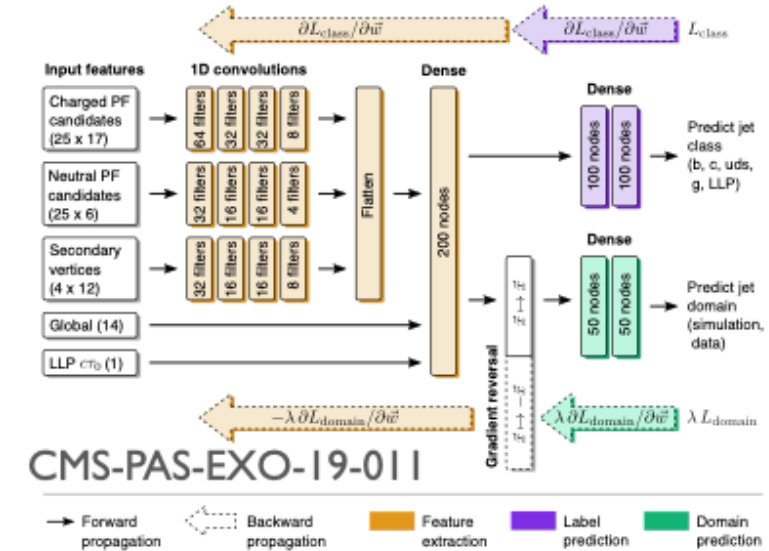 ∂L_class/∂w⃗
∂L_class/∂w⃗
L_class
Input features
1D convolutions
Dense
Charged PF
candidates
(25 x 17)
64 filters
32 filters
32 filters
8 filters
Neutral PF
candidates
(25 x 6)
32 filters
16 filters
16 filters
4 filters
Secondary
vertices
(4 x 12)
32 filters
16 filters
16 filters
8 filters
Flatten
200 nodes
Global (14)
LLP cτ₀ (1)
Dense
100 nodes
100 nodes
Predict jet
class
(b, c, uds,
g, LLP)
Dense
50 nodes
50 nodes
Predict jet
domain
(simulation,
data)
Gradient reversal
−λ ∂L_domain/∂w⃗
λ ∂L_domain/∂w⃗
λ L_domain
CMS-PAS-EXO-19-011
Forward
propagation
Backward
propagation
Feature
extraction
Label
prediction
Domain
prediction